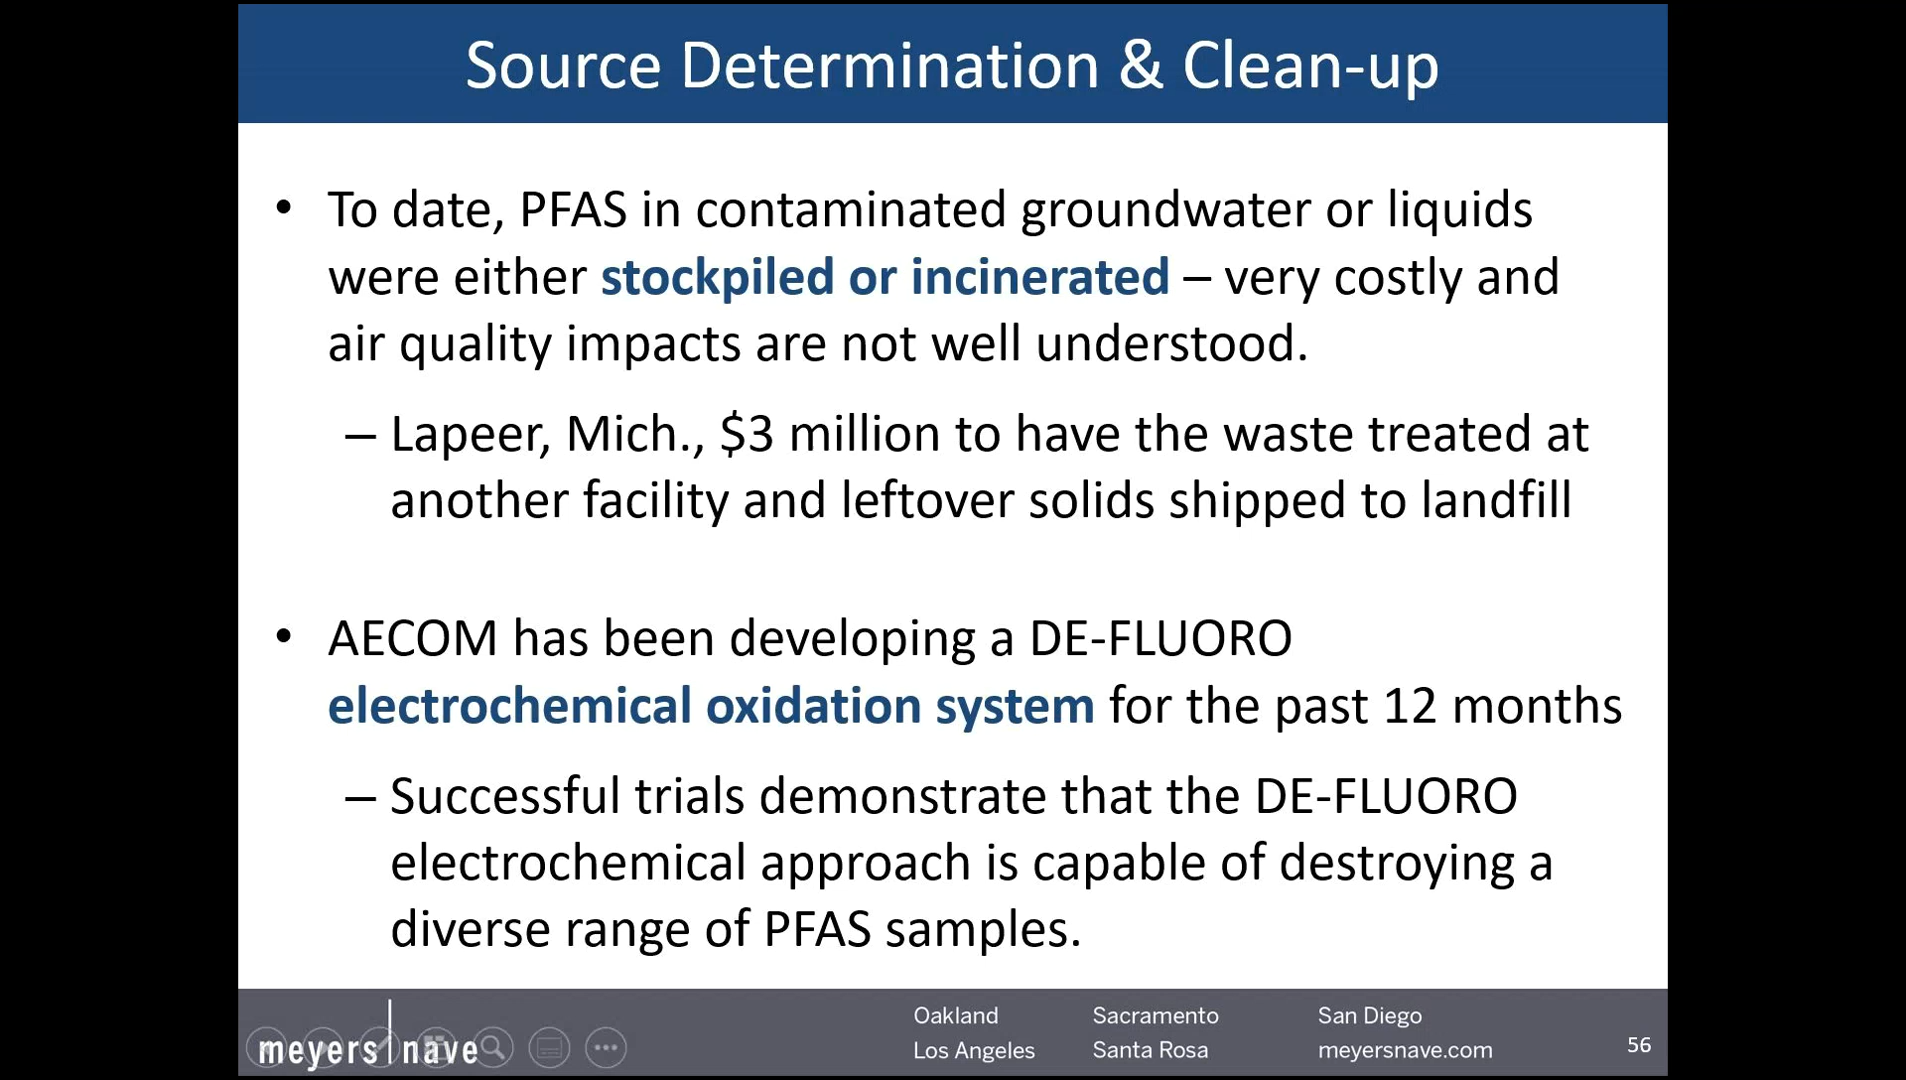 Source Determination & Clean-up
• To date, PFAS in contaminated groundwater or liquids
were either stockpiled or incinerated – very costly and
air quality impacts are not well understood.
– Lapeer, Mich., $3 million to have the waste treated at
another facility and leftover solids shipped to landfill
• AECOM has been developing a DE-FLUORO
electrochemical oxidation system for the past 12 months
– Successful trials demonstrate that the DE-FLUORO
electrochemical approach is capable of destroying a
diverse range of PFAS samples.
meyers nave
Oakland Sacramento San Diego
Los Angeles Santa Rosa meyersnave.com
56